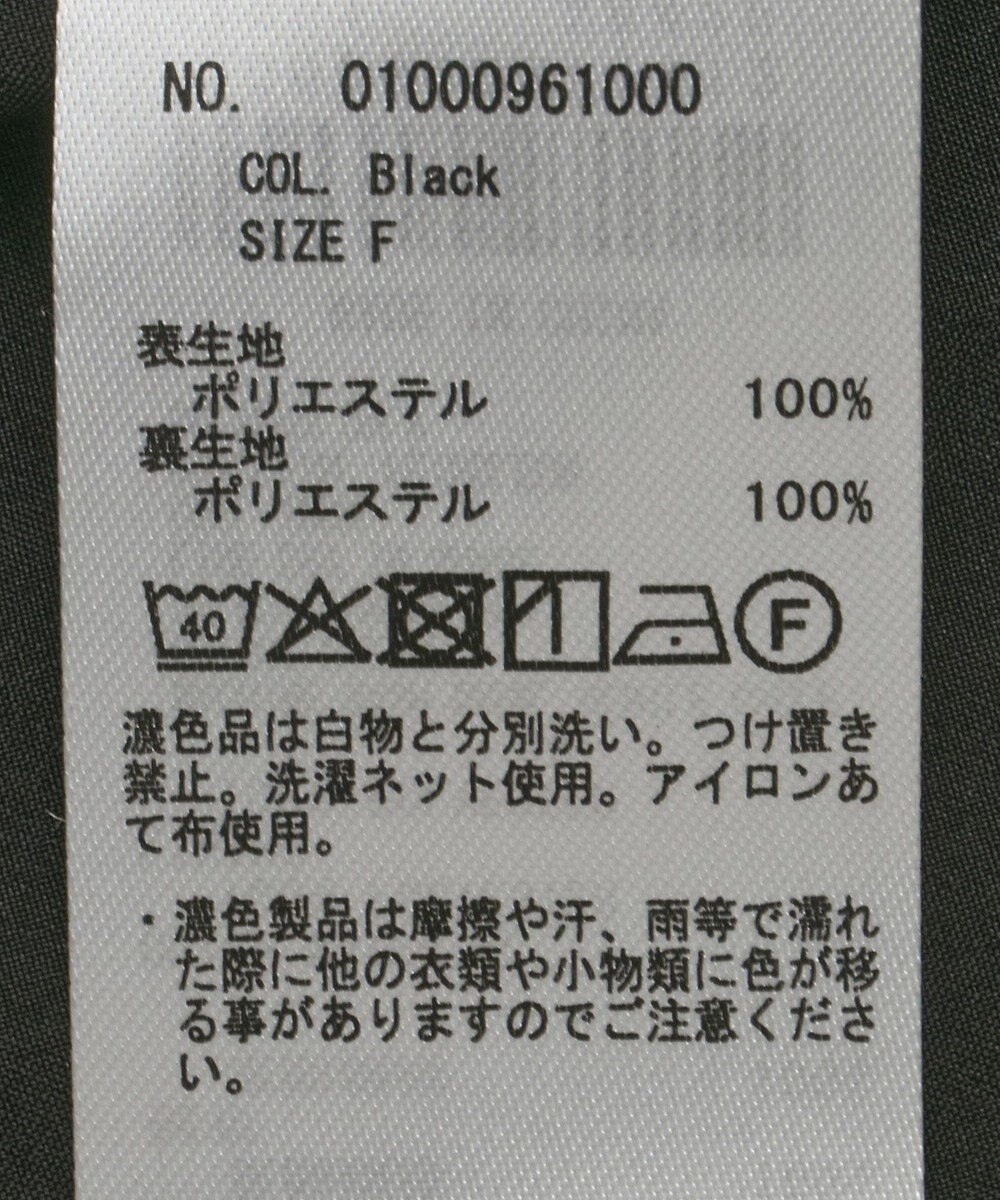 NO. 01000961000
COL. Black
SIZE F
表生地
ポリエステル 100%
裏生地
ポリエステル 100%
40 F
濃色品は白物と分別洗い。つけ置き
禁止。洗濯ネット使用。アイロンあ
て布使用。
・濃色製品は摩擦や汗、雨等で濡れ
た際に他の衣類や小物類に色が移
る事がありますのでご注意くださ
い。